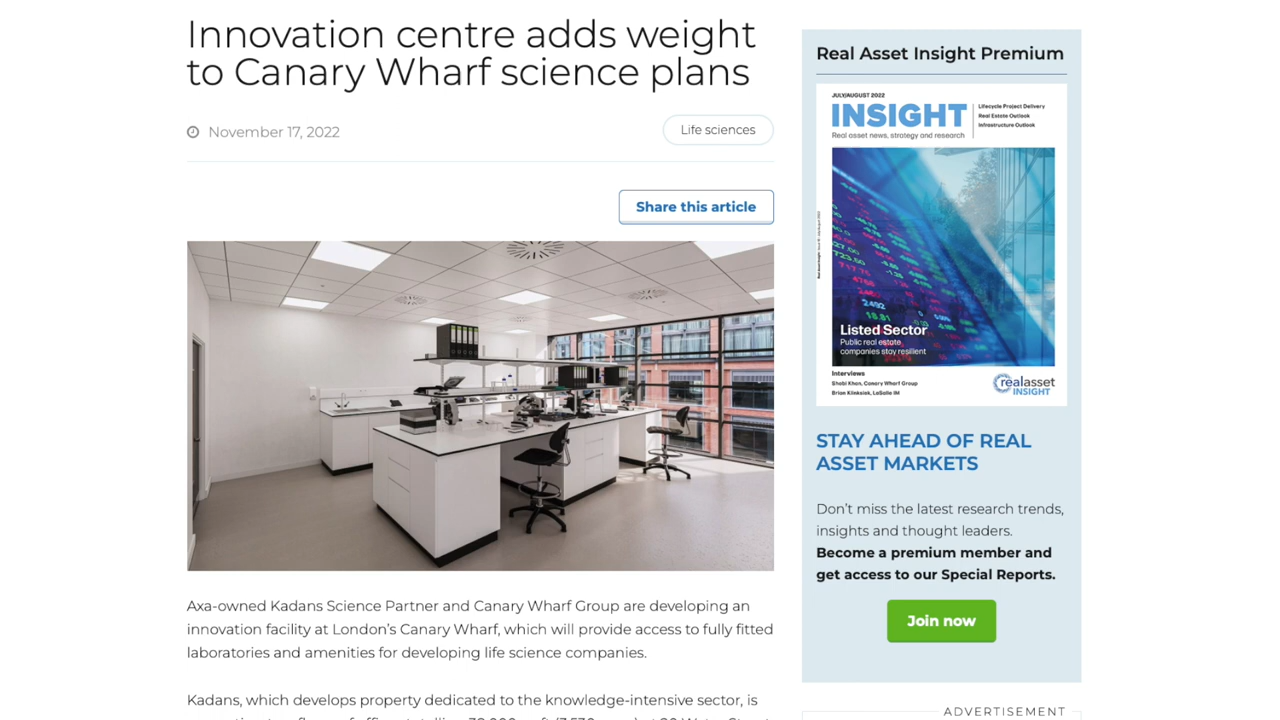 Innovation centre adds weight
to Canary Wharf science plans
November 17, 2022
Life sciences
Share this article
Axa-owned Kadans Science Partner and Canary Wharf Group are developing an
innovation facility at London's Canary Wharf, which will provide access to fully fitted
laboratories and amenities for developing life science companies.
Kadans, which develops property dedicated to the knowledge-intensive sector, is
Real Asset Insight Premium
JULY/AUGUST 2022
INSIGHT
Real asset news, strategy and research
Lifecycle Project Delivery
Real Estate Outlook
Infrastructure Outlook
Listed Sector
Public real estate
companies stay resilient
Interviews
Shobi Khan, Canary Wharf Group
Brian Klinksiek, LaSalle IM
realasset
INSIGHT
STAY AHEAD OF REAL
ASSET MARKETS
Don't miss the latest research trends,
insights and thought leaders.
Become a premium member and
get access to our Special Reports.
Join now
ADVERTISEMENT